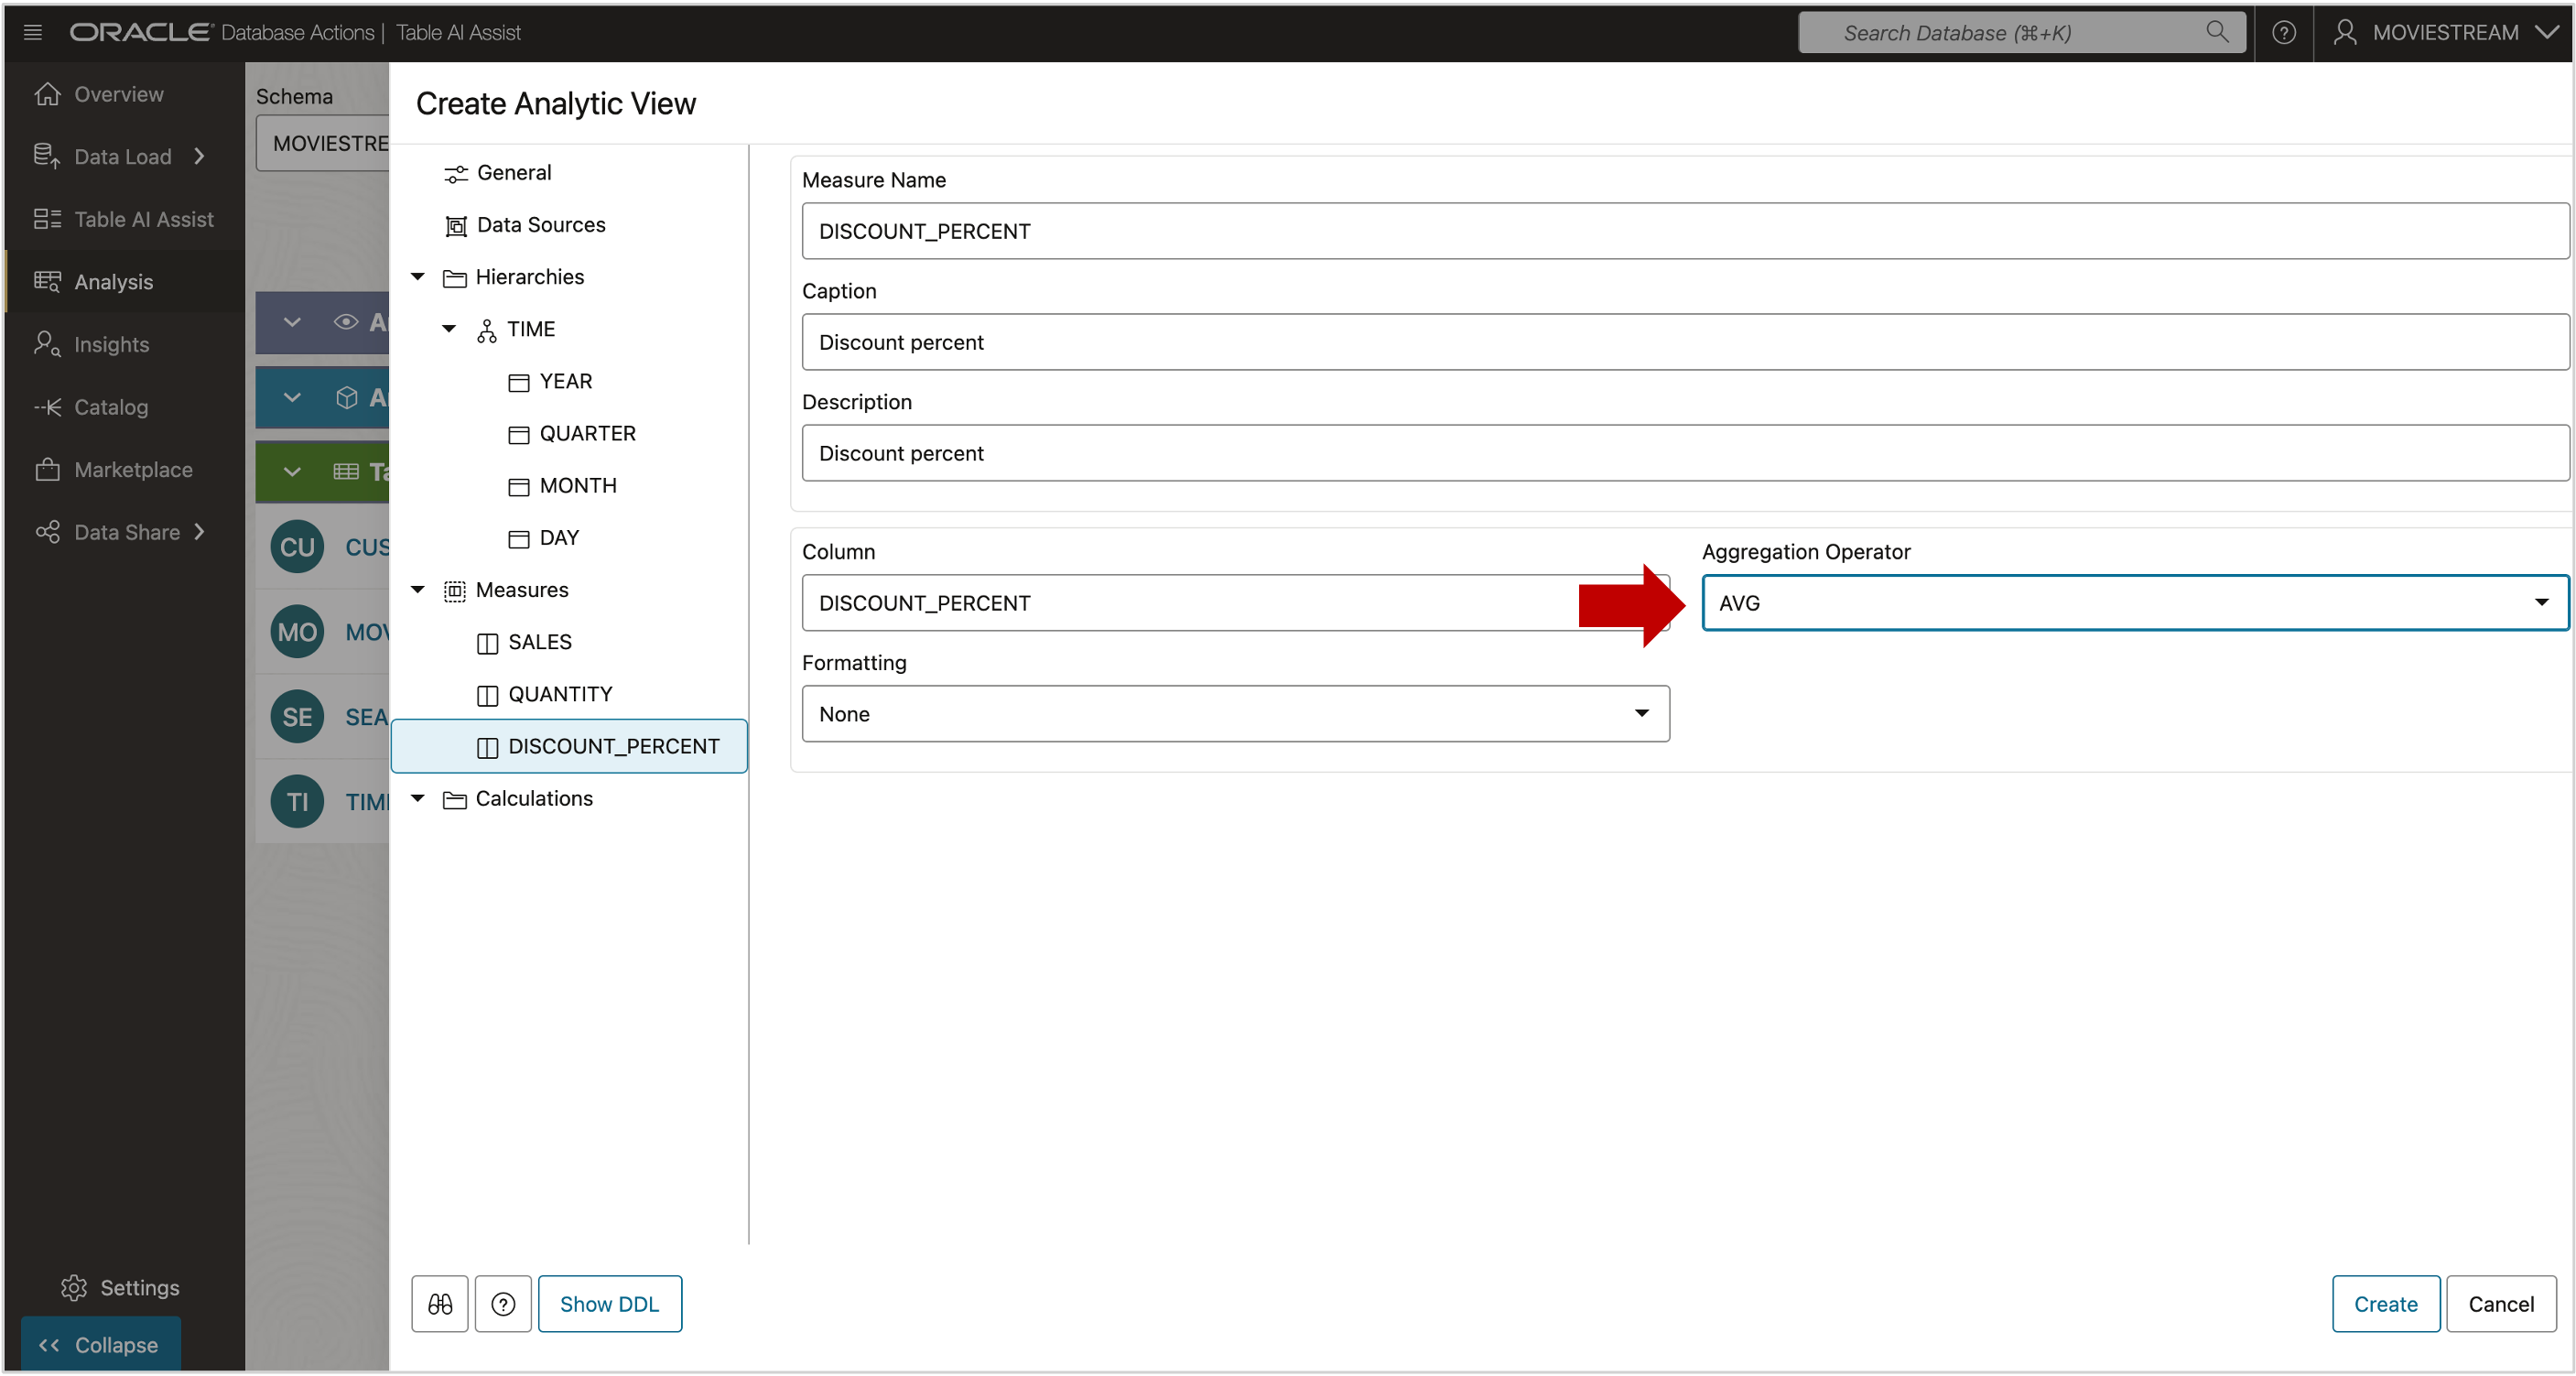 ORACLE Database Actions | Table AI Assist
Search Database (⌘+K)
MOVIESTREAM
Overview
Data Load
Table AI Assist
Analysis
Insights
Catalog
Marketplace
Data Share
Settings
Collapse
Schema
MOVIESTRE
CU CUS
MO MOV
SE SEA
TI TIM
Create Analytic View
General
Data Sources
Hierarchies
TIME
YEAR
QUARTER
MONTH
DAY
Measures
SALES
QUANTITY
DISCOUNT_PERCENT
Calculations
Measure Name
DISCOUNT_PERCENT
Caption
Discount percent
Description
Discount percent
Column
DISCOUNT_PERCENT
Aggregation Operator
AVG
Formatting
None
Show DDL
Create
Cancel